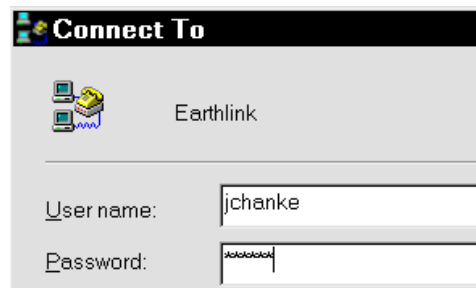 Connect To
Earthlink
User name: jchanke
Password: ******